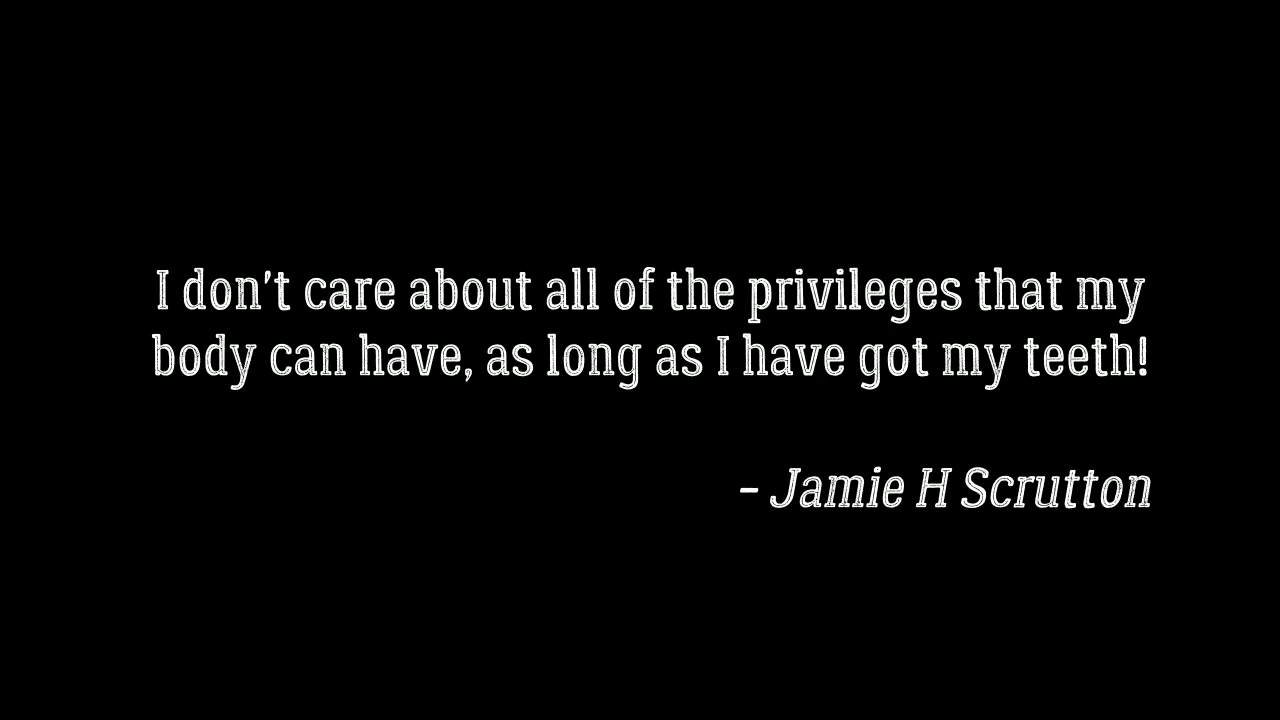 I don't care about all of the privileges that my
body can have, as long as I have got my teeth!
- Jamie H Scrutton